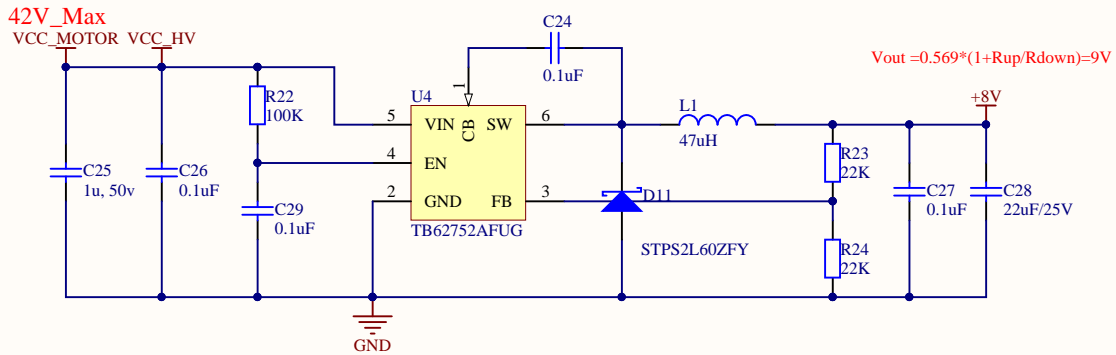 42V_Max
VCC_MOTOR VCC_HV
C24
0.1uF
Vout =0.569*(1+Rup/Rdown)=9V
+8V
R22
100K
U4
1
CB
5 VIN SW 6
4 EN
2 GND FB 3
TB62752AFUG
L1
47uH
C25
1u, 50v
C26
0.1uF
C29
0.1uF
D11
STPS2L60ZFY
R23
22K
R24
22K
C27
0.1uF
C28
22uF/25V
GND